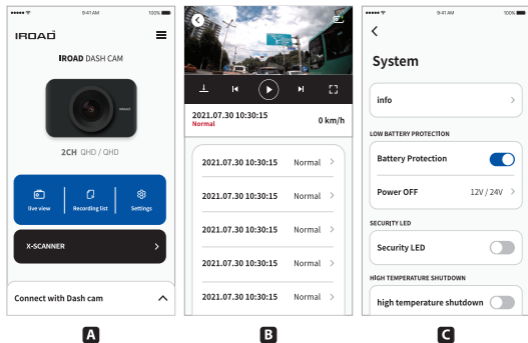 9:41 AM
100%
IROAD
IROAD DASH CAM
2CH QHD / QHD
live view
Recording list
Settings
X-SCANNER
Connect with Dash cam
A
2021.07.30 10:30:15
Normal
0 km/h
2021.07.30 10:30:15 Normal
2021.07.30 10:30:15 Normal
2021.07.30 10:30:15 Normal
2021.07.30 10:30:15 Normal
2021.07.30 10:30:15 Normal
B
9:41 AM
100%
System
info
LOW BATTERY PROTECTION
Battery Protection
Power OFF 12V / 24V
SECURITY LED
Security LED
HIGH TEMPERATURE SHUTDOWN
high temperature shutdown
C